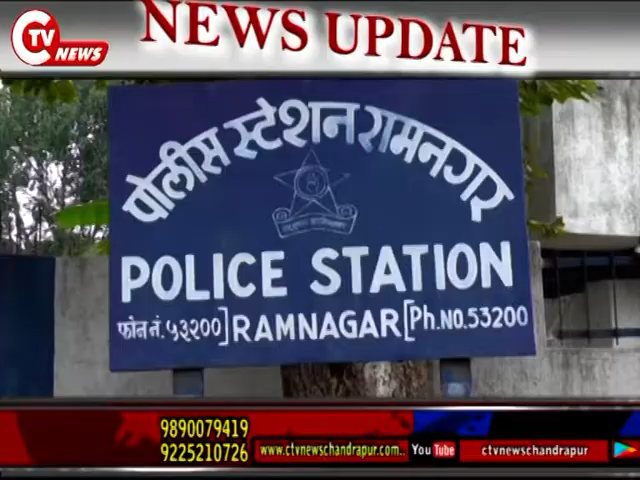 CTV NEWS
NEWS UPDATE
पोलीस स्टेशन रामनगर
POLICE STATION
फोन नं. ५३२०० ] RAMNAGAR [ Ph.NO.53200
9890079419
9225210726
www.ctvnewschandrapur.com..
YouTube
ctvnewschandrapur